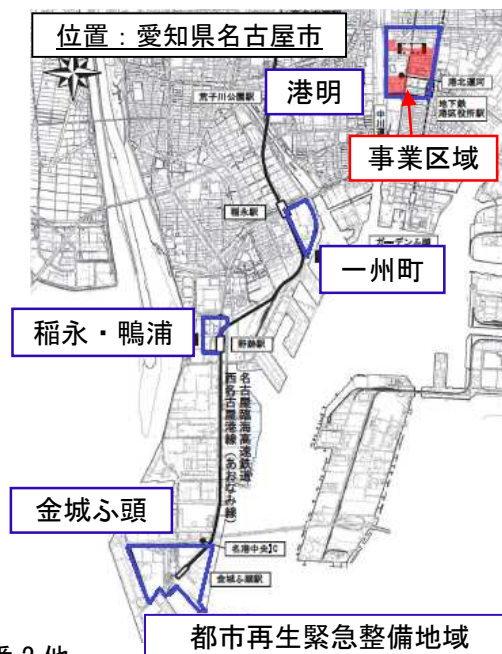 位置：愛知県名古屋市
荒子川公園駅
港明
港北運河
地下鉄
港区役所駅
中川運河
事業区域
稲永駅
ガーデンふ頭
一州町
稲永・鴨浦
野跡駅
名古屋臨海高速鉄道
西名古屋港線（あおなみ線）
金城ふ頭
名港中央IC
金城ふ頭駅
都市再生緊急整備地域